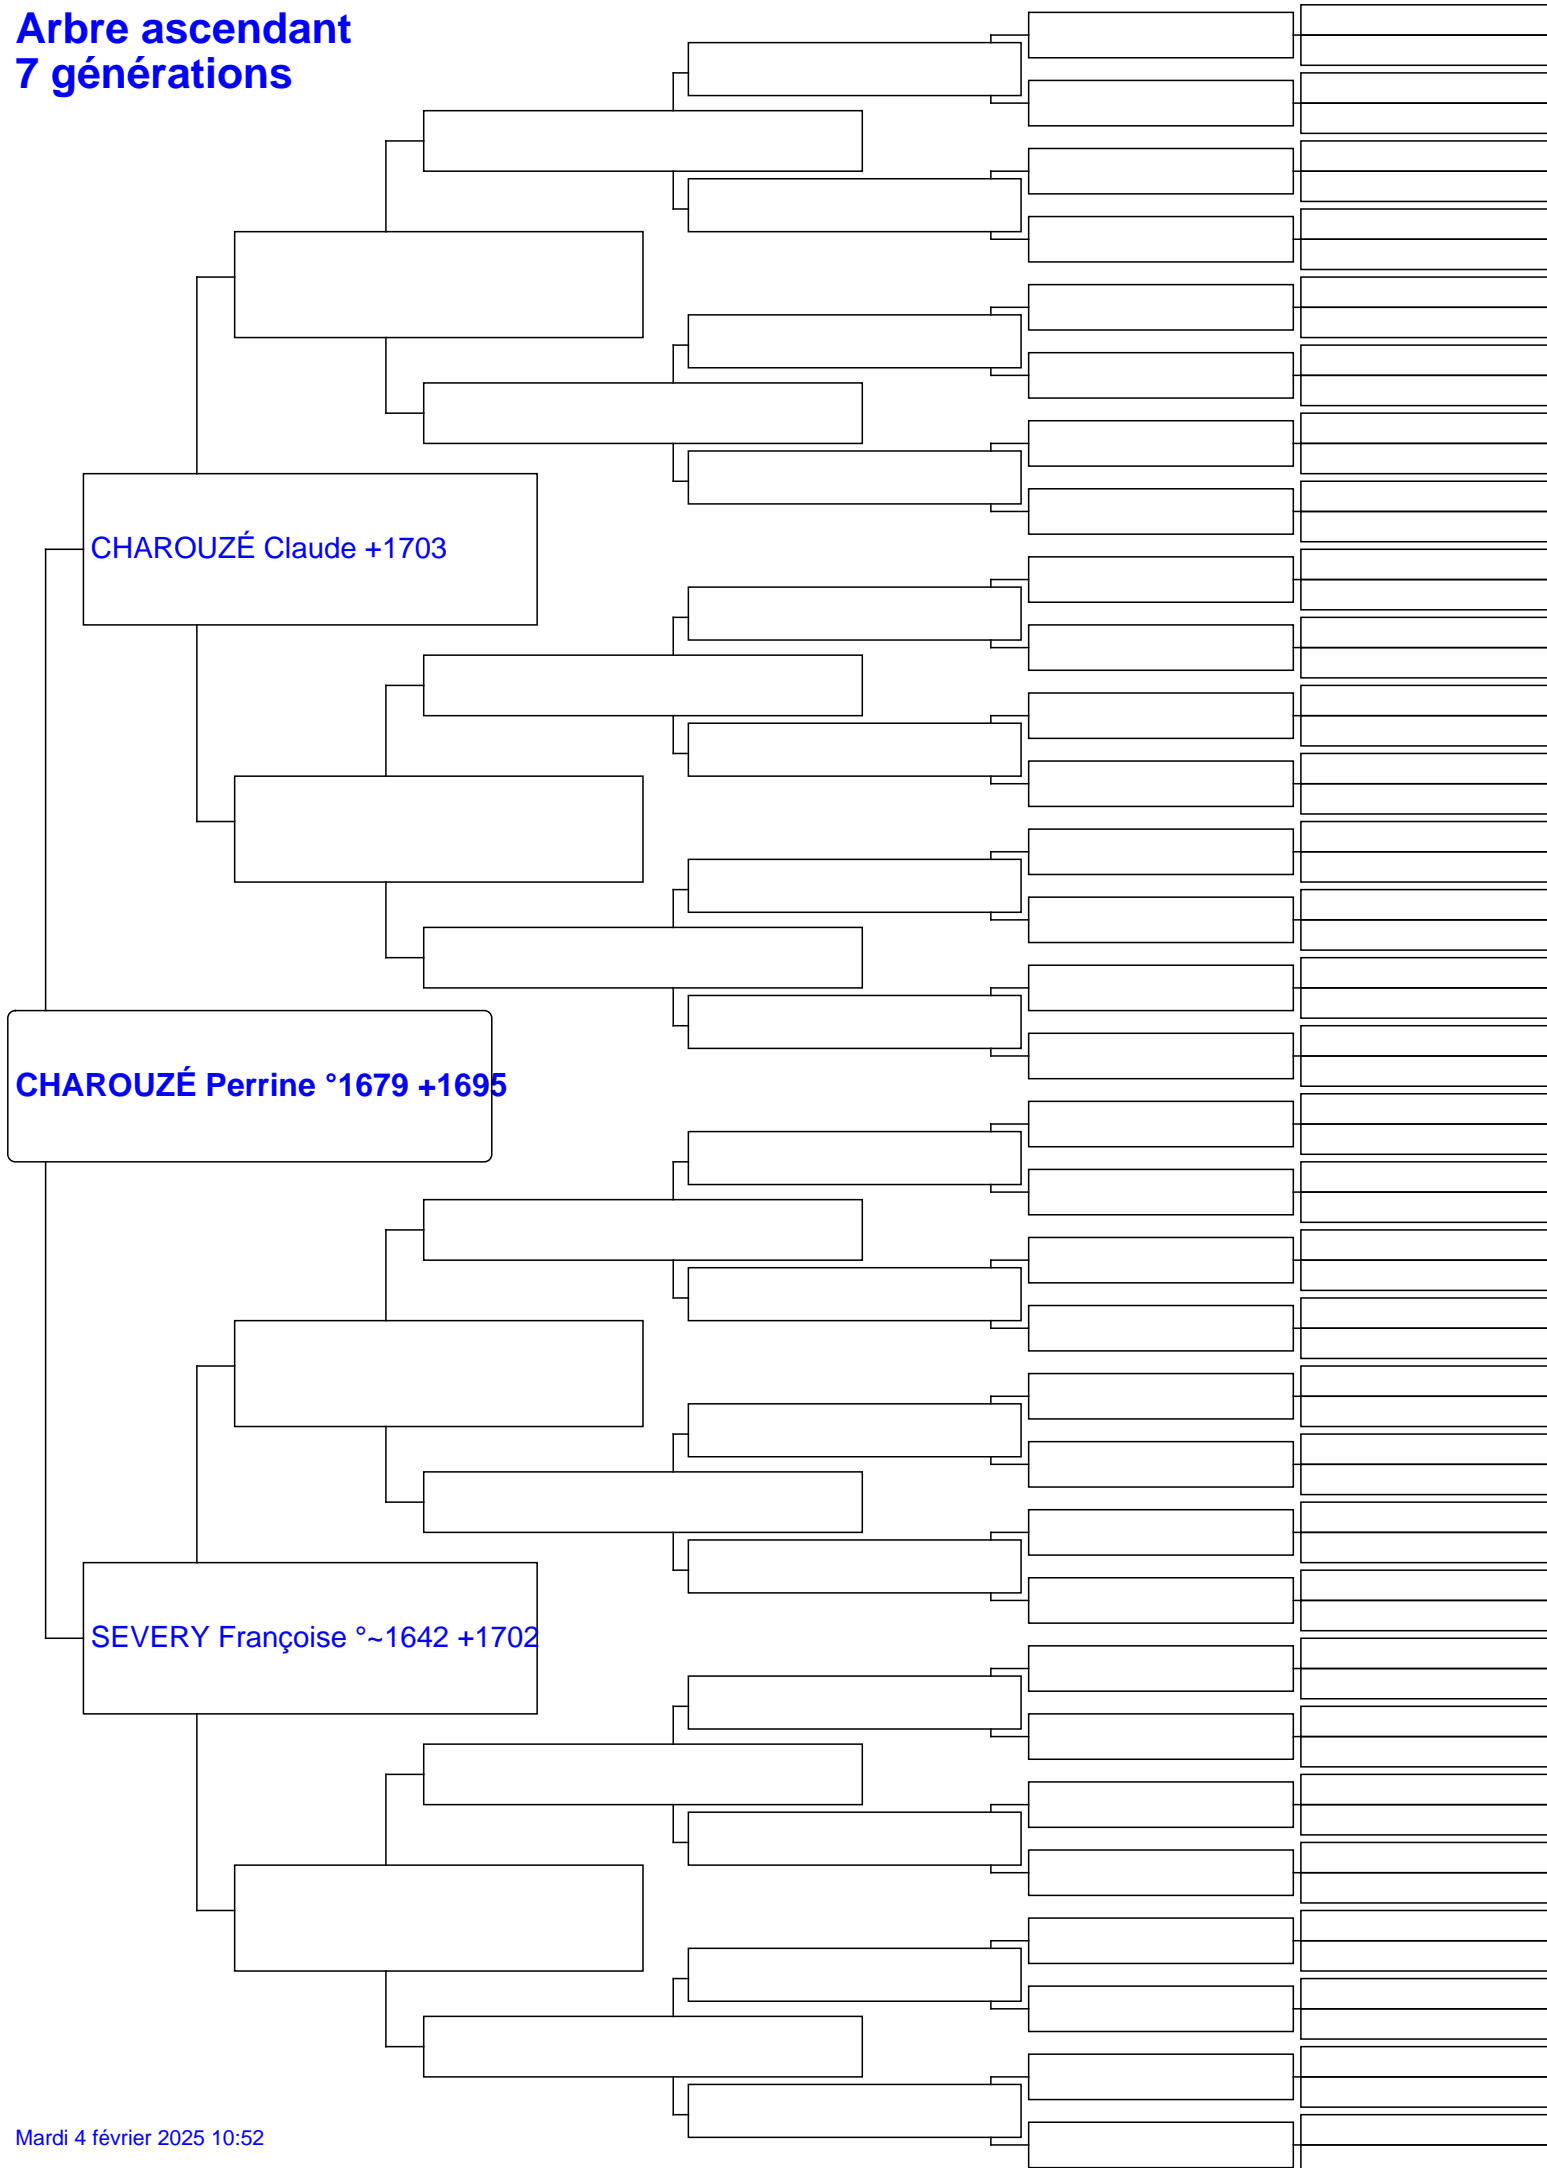 Arbre ascendant
7 générations
CHAROUZÉ Claude +1703
CHAROUZÉ Perrine °1679 +1695
SEVERY Françoise °~1642 +1702
Mardi 4 février 2025 10:52